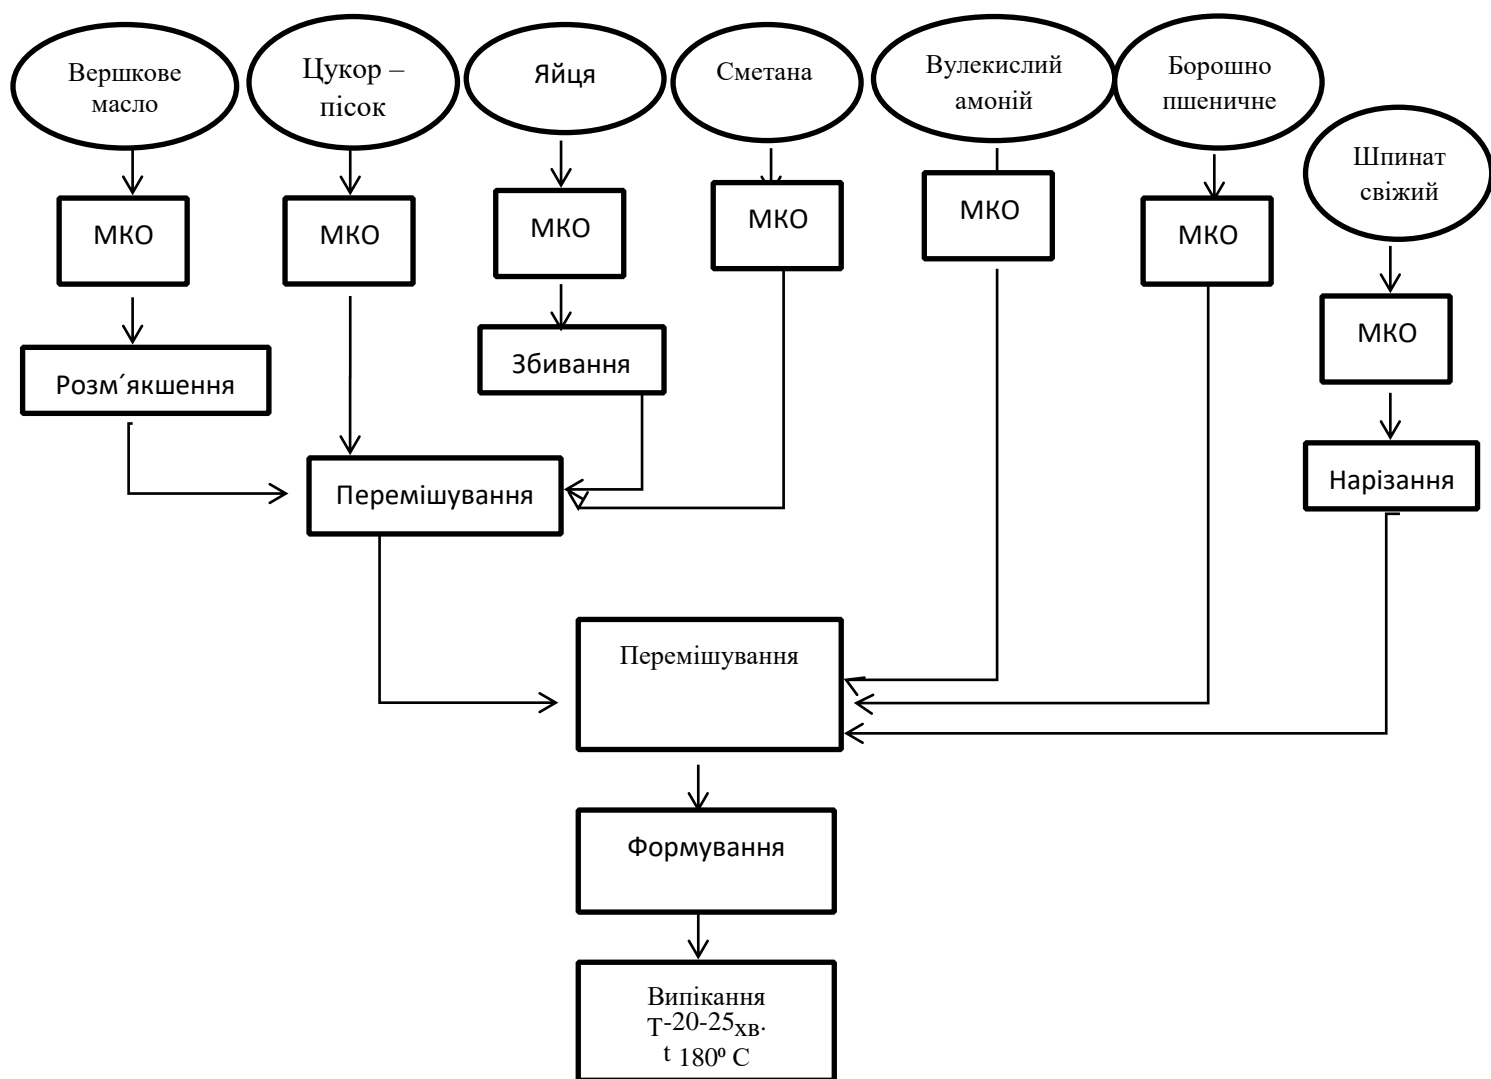 Вершкове
масло
Цукор –
пісок
Яйця
Сметана
Вулекислий
амоній
Борошно
пшеничне
Шпинат
свіжий
МКО
МКО
МКО
МКО
МКО
МКО
МКО
Розм´якшення
Збивання
Перемішування
Нарізання
Перемішування
Формування
Випікання
Т-20-25хв.
t 180⁰ С